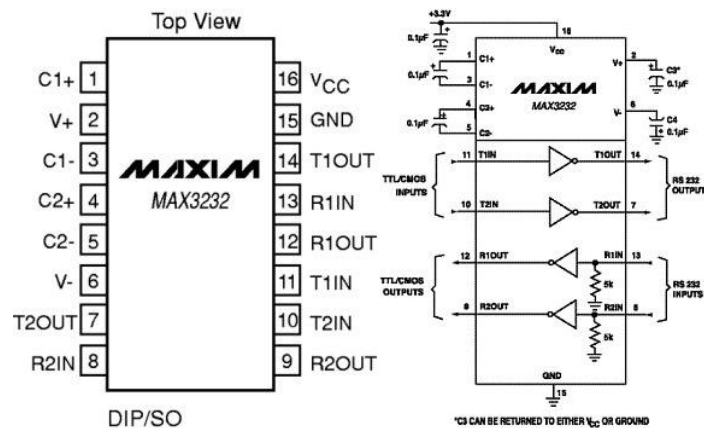 Top View
C1+ 1
V+ 2
C1- 3
C2+ 4
C2- 5
V- 6
T2OUT 7
R2IN 8
16 VCC
15 GND
14 T1OUT
13 R1IN
12 R1OUT
11 T1IN
10 T2IN
9 R2OUT
MAXIM
MAX3232
DIP/SO
+3.3V
0.1µF
16
VCC
1 C1+
0.1µF
3 C1-
4 C2+
0.1µF
5 C2-
MAXIM
MAX3232
V+ 2
C3*
0.1µF
V- 6
C4
0.1µF
TTL/CMOS
INPUTS
11 T1IN T1OUT 14
10 T2IN T2OUT 7
RS 232
OUTPUT
TTL/CMOS
OUTPUTS
12 R1OUT R1IN 13
5k
R2OUT R2IN
5k
RS 232
INPUTS
GND
15
*C3 CAN BE RETURNED TO EITHER VCC OR GROUND